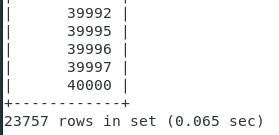 |      39992 |
|      39995 |
|      39996 |
|      39997 |
|      40000 |
+------------+
23757 rows in set (0.065 sec)